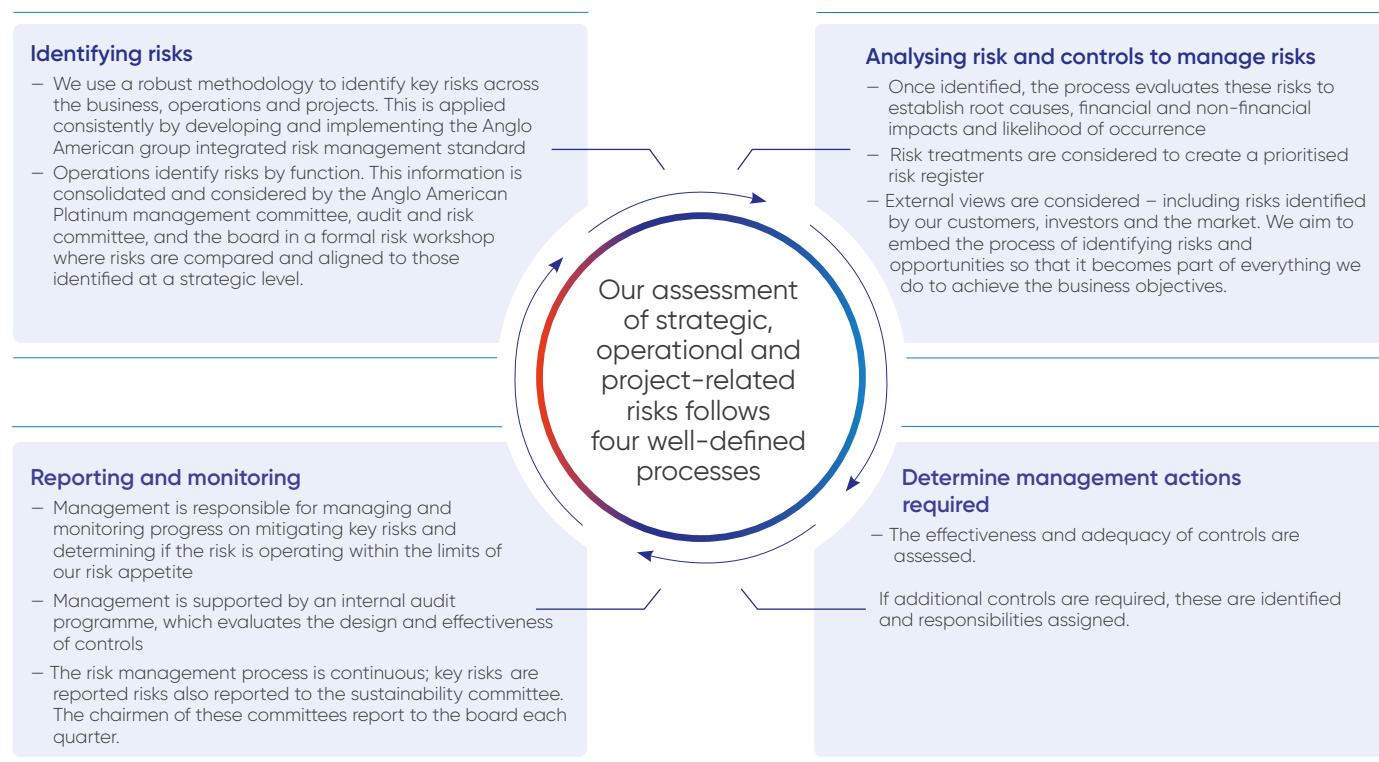 Identifying risks
— We use a robust methodology to identify key risks across
the business, operations and projects. This is applied
consistently by developing and implementing the Anglo
American group integrated risk management standard
— Operations identify risks by function. This information is
consolidated and considered by the Anglo American
Platinum management committee, audit and risk
committee, and the board in a formal risk workshop
where risks are compared and aligned to those
identified at a strategic level.
Analysing risk and controls to manage risks
— Once identified, the process evaluates these risks to
establish root causes, financial and non-financial
impacts and likelihood of occurrence
— Risk treatments are considered to create a prioritised
risk register
— External views are considered – including risks identified
by our customers, investors and the market. We aim to
embed the process of identifying risks and
opportunities so that it becomes part of everything we
do to achieve the business objectives.
Our assessment
of strategic,
operational and
project-related
risks follows
four well-defined
processes
Reporting and monitoring
— Management is responsible for managing and
monitoring progress on mitigating key risks and
determining if the risk is operating within the limits of
our risk appetite
— Management is supported by an internal audit
programme, which evaluates the design and effectiveness
of controls
— The risk management process is continuous; key risks are
reported risks also reported to the sustainability committee.
The chairmen of these committees report to the board each
quarter.
Determine management actions
required
— The effectiveness and adequacy of controls are
assessed.
If additional controls are required, these are identified
and responsibilities assigned.